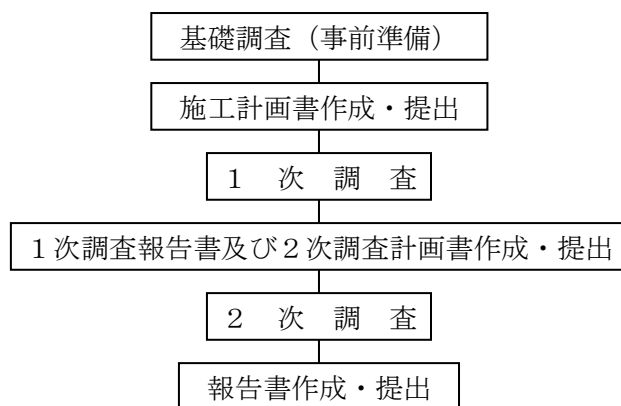 基礎調査（事前準備）
施工計画書作成・提出
１　次　調　査
１次調査報告書及び２次調査計画書作成・提出
２　次　調　査
報告書作成・提出